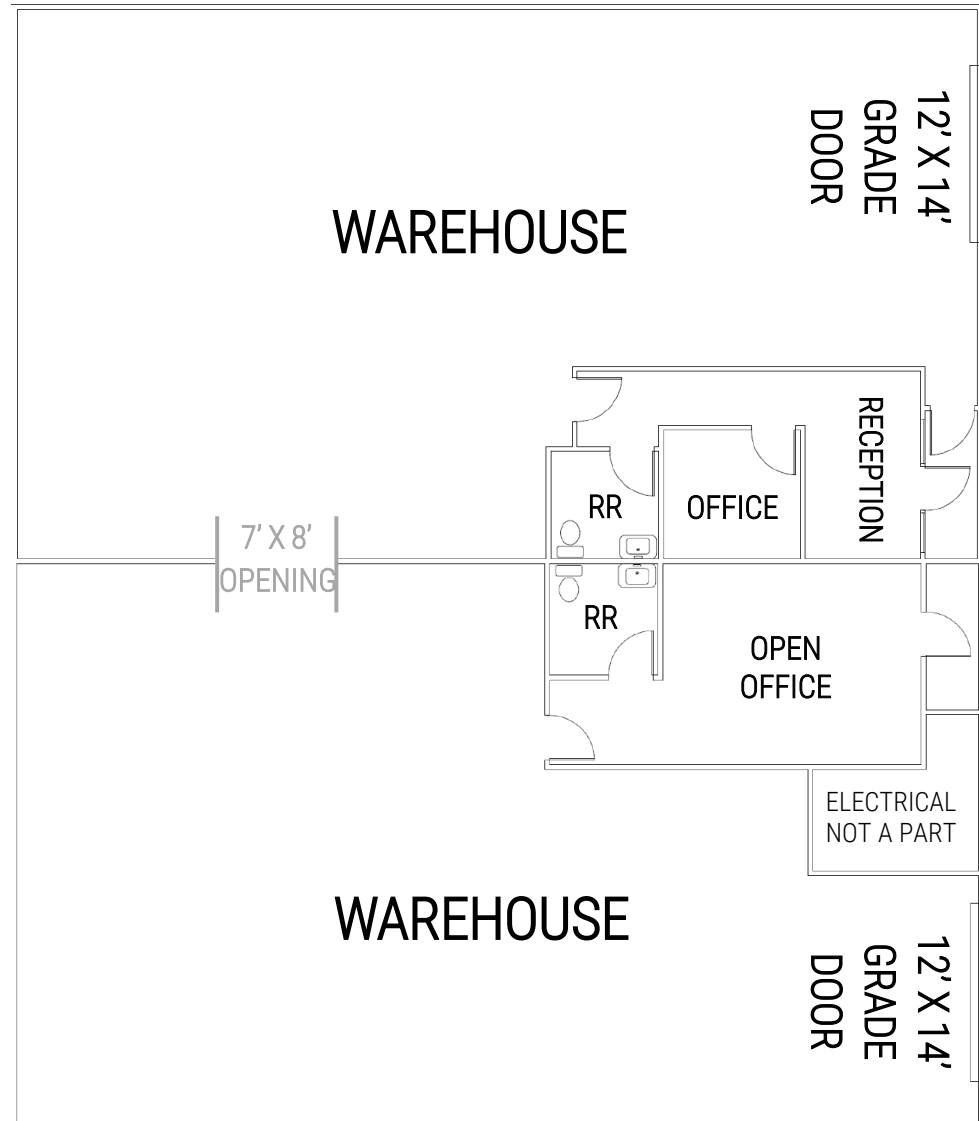 12’ X 14’
GRADE
DOOR
WAREHOUSE
RECEPTION
RR
OFFICE
7’ X 8’
OPENING
RR
OPEN
OFFICE
ELECTRICAL
NOT A PART
WAREHOUSE
12’ X 14’
GRADE
DOOR